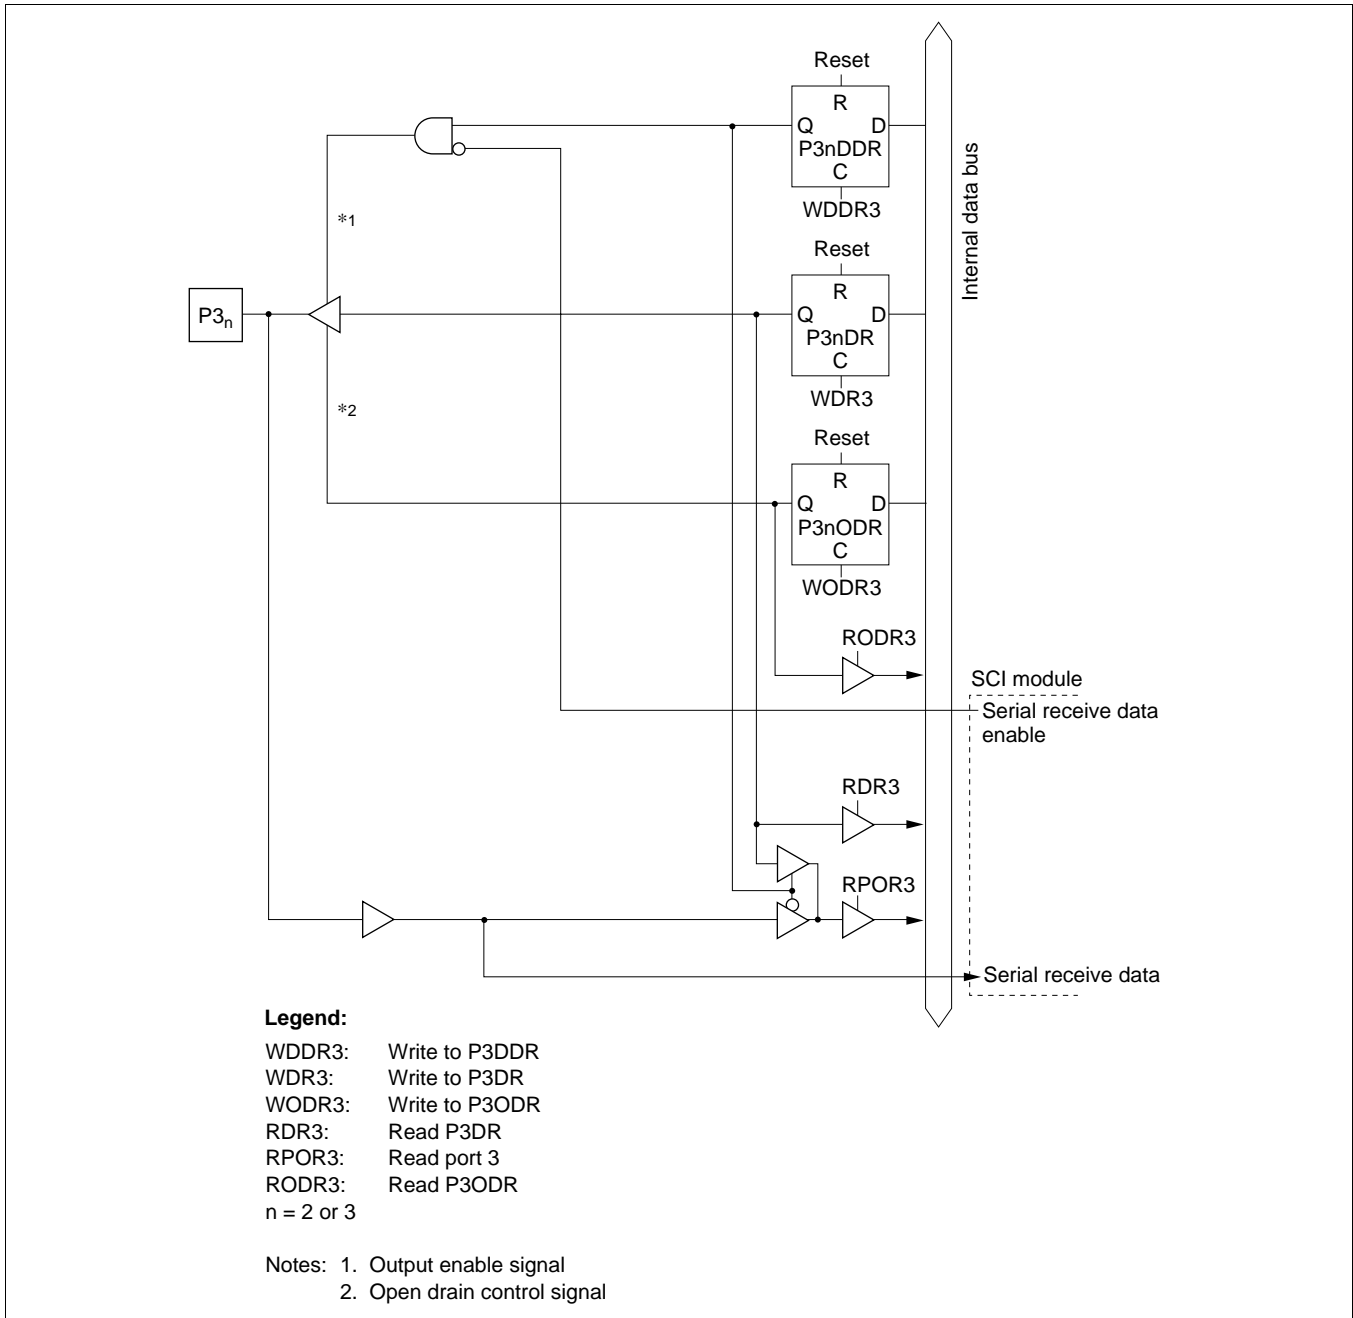 Reset
R
Q D
P3nDDR
C
WDDR3
Internal data bus
*1
Reset
R
P3n
Q D
P3nDR
C
WDR3
*2
Reset
R
Q D
P3nODR
C
WODR3
RODR3
SCI module
Serial receive data
enable
RDR3
RPOR3
Serial receive data
Legend:
WDDR3: Write to P3DDR
WDR3: Write to P3DR
WODR3: Write to P3ODR
RDR3: Read P3DR
RPOR3: Read port 3
RODR3: Read P3ODR
n = 2 or 3
Notes: 1. Output enable signal
2. Open drain control signal